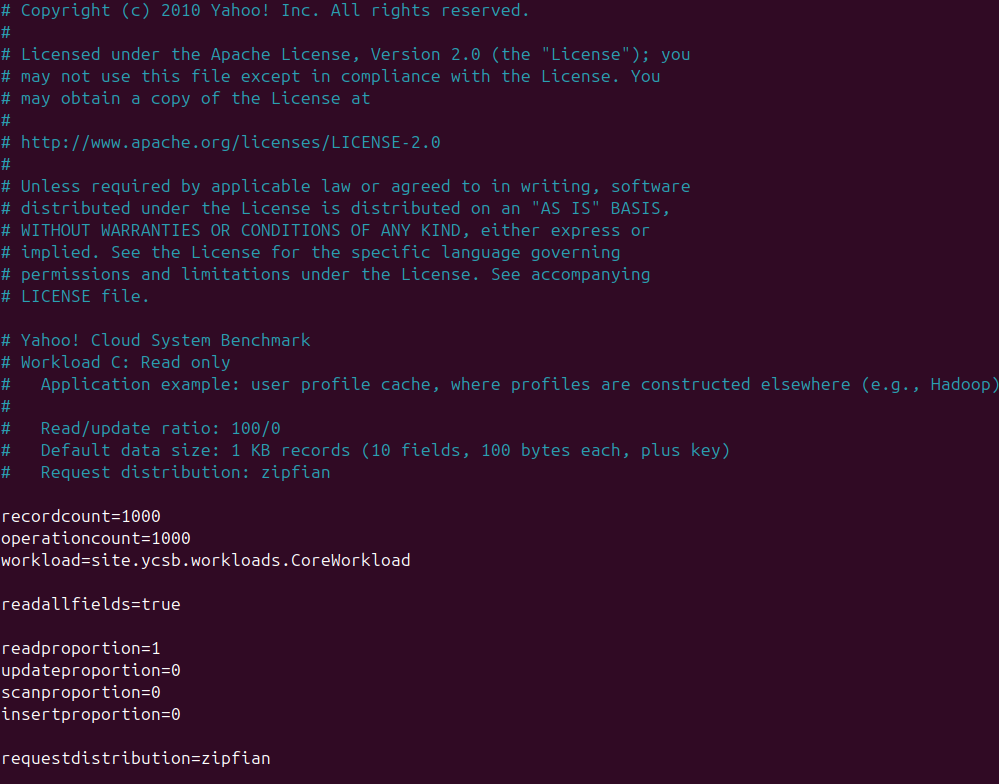 # Copyright (c) 2010 Yahoo! Inc. All rights reserved.
#
# Licensed under the Apache License, Version 2.0 (the "License"); you
# may not use this file except in compliance with the License. You
# may obtain a copy of the License at
#
# http://www.apache.org/licenses/LICENSE-2.0
#
# Unless required by applicable law or agreed to in writing, software
# distributed under the License is distributed on an "AS IS" BASIS,
# WITHOUT WARRANTIES OR CONDITIONS OF ANY KIND, either express or
# implied. See the License for the specific language governing
# permissions and limitations under the License. See accompanying
# LICENSE file.

# Yahoo! Cloud System Benchmark
# Workload C: Read only
#   Application example: user profile cache, where profiles are constructed elsewhere (e.g., Hadoop)
#
#   Read/update ratio: 100/0
#   Default data size: 1 KB records (10 fields, 100 bytes each, plus key)
#   Request distribution: zipfian

recordcount=1000
operationcount=1000
workload=site.ycsb.workloads.CoreWorkload

readallfields=true

readproportion=1
updateproportion=0
scanproportion=0
insertproportion=0

requestdistribution=zipfian